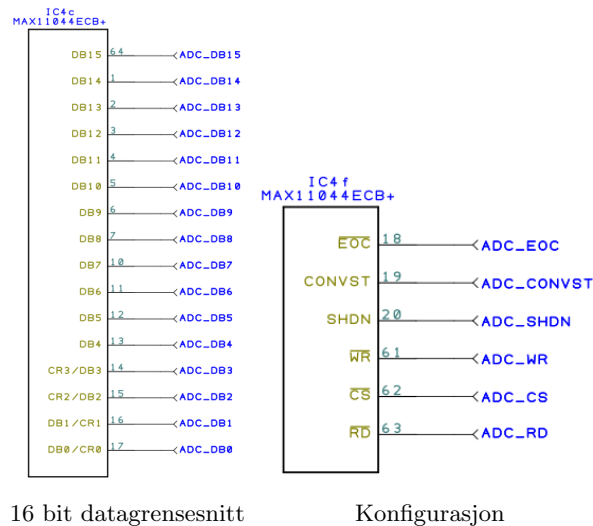 IC4c
MAX11044ECB+
DB15 64 ADC_DB15
DB14 1 ADC_DB14
DB13 2 ADC_DB13
DB12 3 ADC_DB12
DB11 4 ADC_DB11
DB10 5 ADC_DB10
DB9 6 ADC_DB9
DB8 7 ADC_DB8
DB7 10 ADC_DB7
DB6 11 ADC_DB6
DB5 12 ADC_DB5
DB4 13 ADC_DB4
CR3/DB3 14 ADC_DB3
CR2/DB2 15 ADC_DB2
DB1/CR1 16 ADC_DB1
DB0/CR0 17 ADC_DB0
16 bit datagrensesnitt
IC4f
MAX11044ECB+
EOC 18 ADC_EOC
CONVST 19 ADC_CONVST
SHDN 20 ADC_SHDN
WR 61 ADC_WR
CS 62 ADC_CS
RD 63 ADC_RD
Konfigurasjon